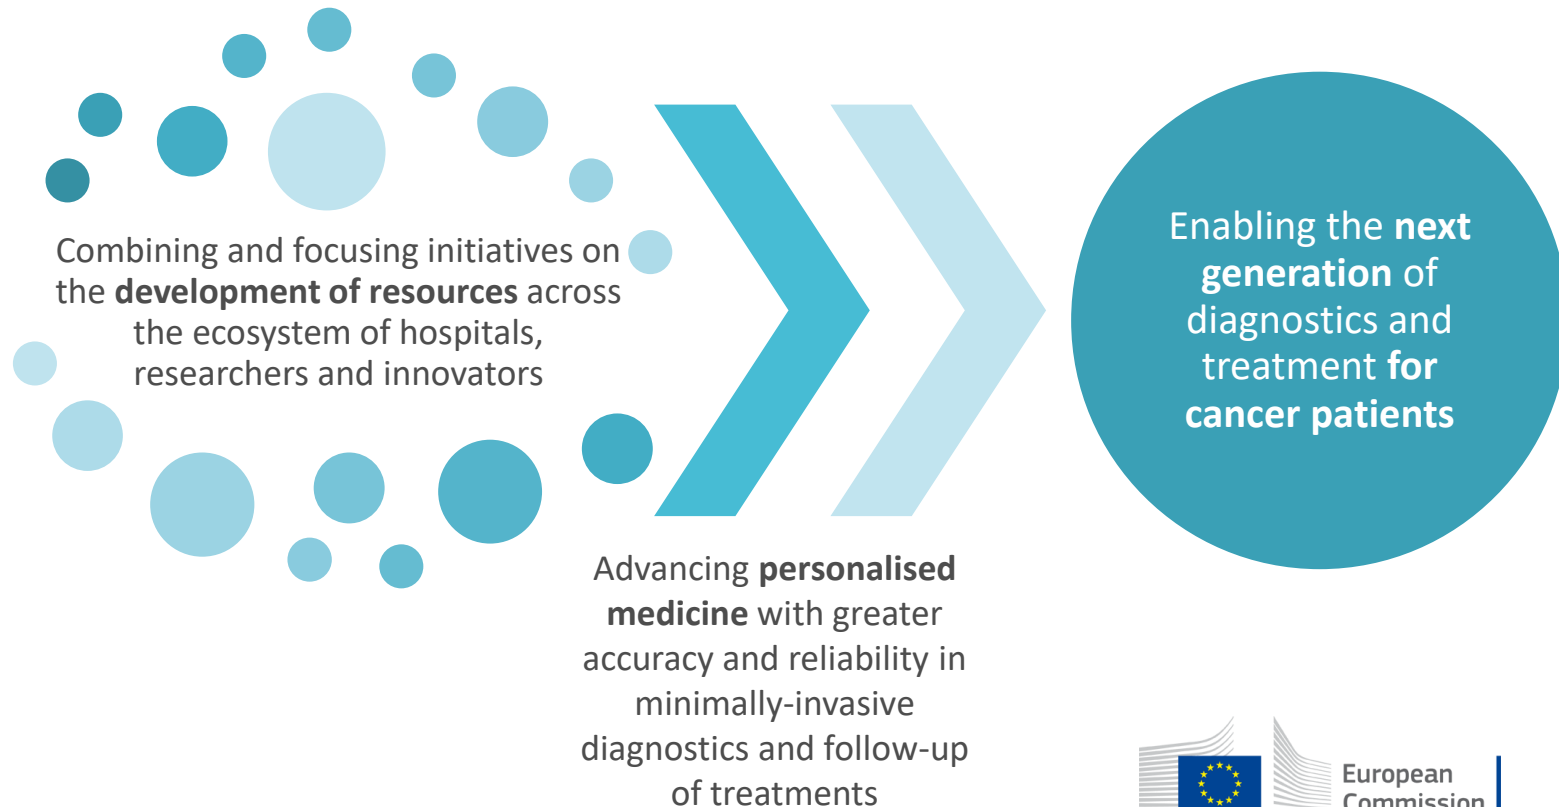 Combining and focusing initiatives on
the development of resources across
the ecosystem of hospitals,
researchers and innovators
Advancing personalised
medicine with greater
accuracy and reliability in
minimally-invasive
diagnostics and follow-up
of treatments
Enabling the next
generation of
diagnostics and
treatment for
cancer patients
European
Commission